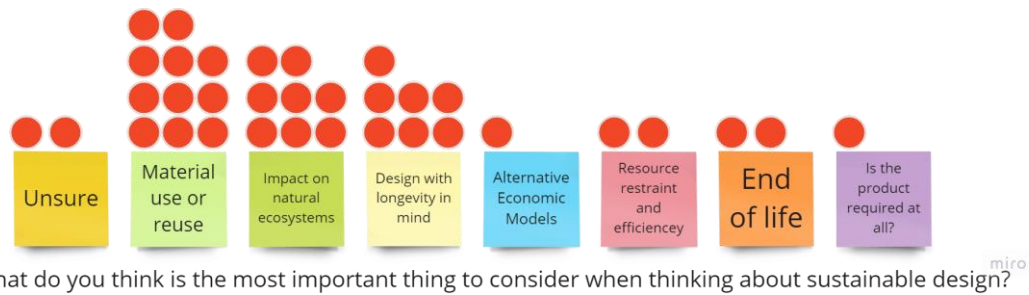 Unsure
Material
use or
reuse
Impact on
natural
ecosystems
Design with
longevity in
mind
Alternative
Economic
Models
Resource
restraint
and
efficiencey
End
of life
Is the
product
required at
all?
miro
hat do you think is the most important thing to consider when thinking about sustainable design?